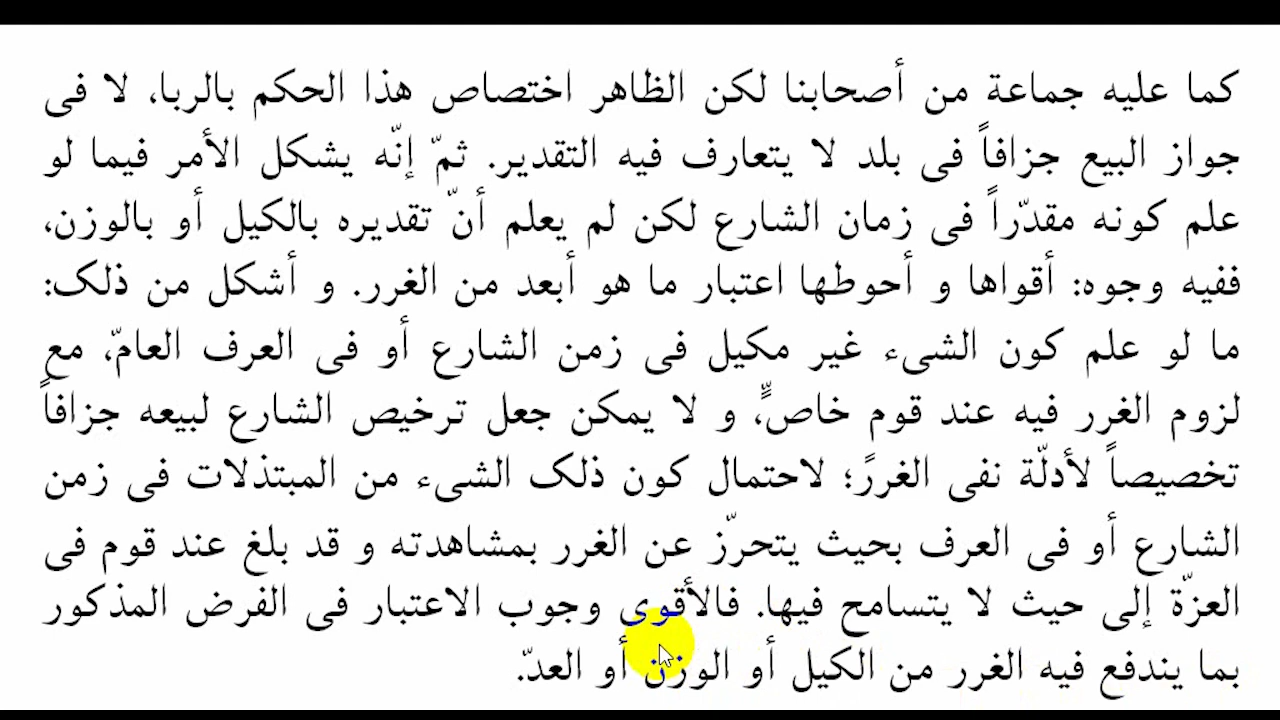 كما عليه جماعة من أصحابنا لكن الظاهر اختصاص هذا الحكم بالربا، لا فى
جواز البيع جزافاً فى بلد لا يتعارف فيه التقدير. ثمّ إنّه يشكل الأمر فيما لو
علم كونه مقدّراً فى زمان الشارع لكن لم يعلم أنّ تقديره بالكيل أو بالوزن،
ففيه وجوه: أقواها و أحوطها اعتبار ما هو أبعد من الغرر. و أشكل من ذلک:
ما لو علم كون الشىء غير مكيل فى زمن الشارع أو فى العرف العامّ، مع
لزوم الغرر فيه عند قوم خاصٍّ، و لا يمكن جعل ترخيص الشارع لبيعه جزافاً
تخصيصاً لأدلّة نفى الغررً؛ لاحتمال كون ذلک الشىء من المبتذلات فى زمن
الشارع أو فى العرف بحيث يتحرّز عن الغرر بمشاهدته و قد بلغ عند قوم فى
العزّة إلى حيث لا يتسامح فيها. فالأقوى وجوب الاعتبار فى الفرض المذكور
بما يندفع فيه الغرر من الكيل أو الوزن أو العدّ.